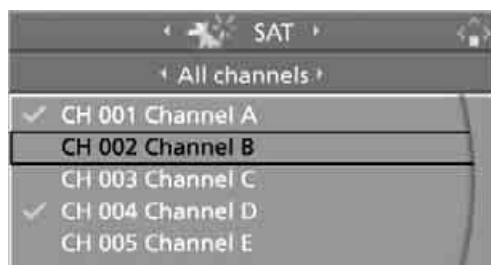 SAT
All channels
CH 001 Channel A
CH 002 Channel B
CH 003 Channel C
CH 004 Channel D
CH 005 Channel E